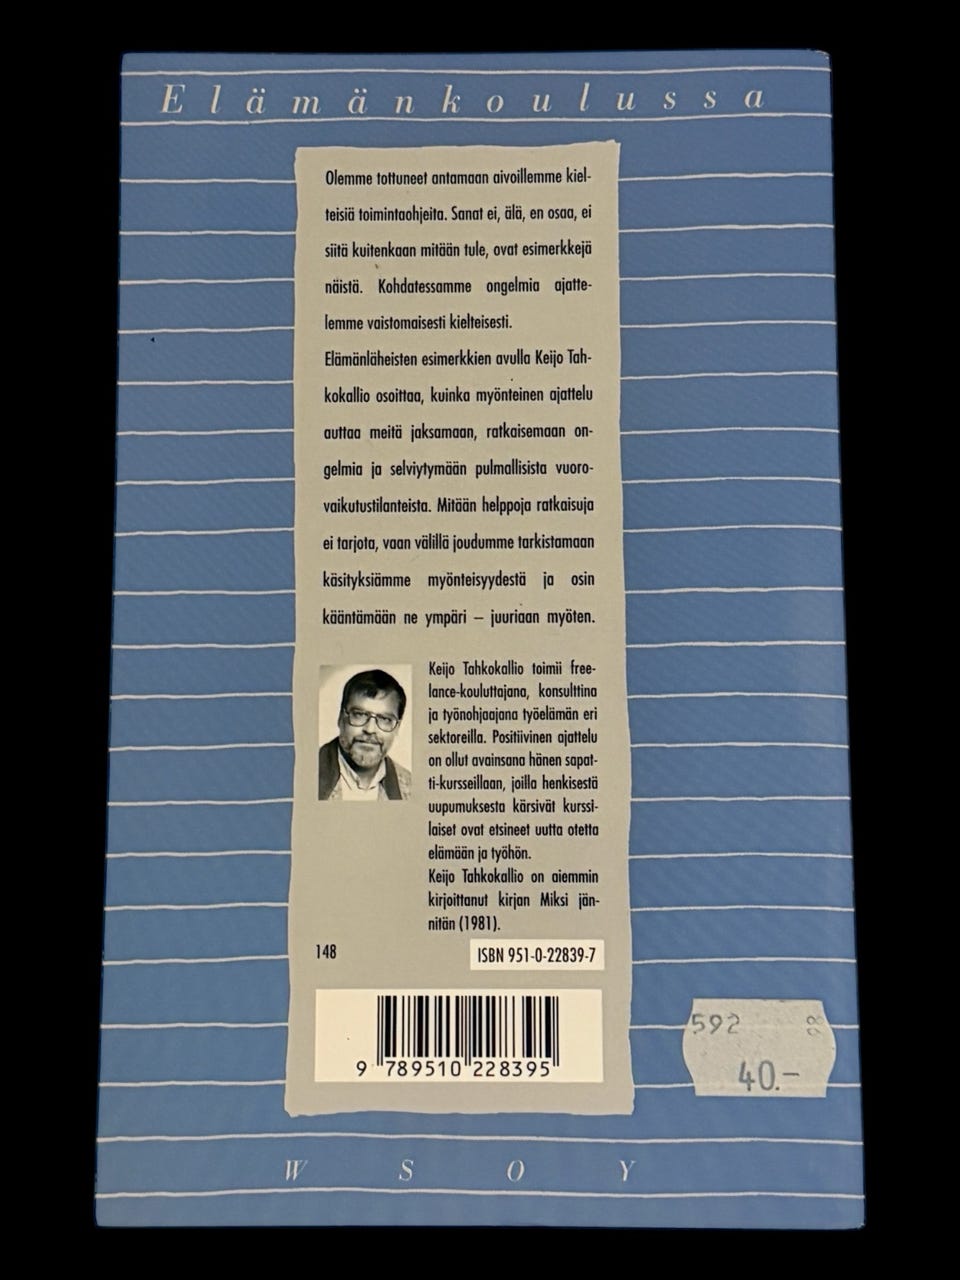 Elämänkoulussa
Olemme tottuneet antamaan aivoillemme kiel-
teisiä toimintaohjeita. Sanat ei, älä, en osaa, ei
siitä kuitenkaan mitään tule, ovat esimerkkejä
näistä. Kohdatessamme ongelmia ajatte-
lemme vaistomaisesti kielteisesti.
Elämänläheisten esimerkkien avulla Keijo Tah-
kokallio osoittaa, kuinka myönteinen ajattelu
auttaa meitä jaksamaan, ratkaisemaan on-
gelmia ja selviytymään pulmallisista vuoro-
vaikutustilanteista. Mitään helppoja ratkaisuja
ei tarjota, vaan välillä joudumme tarkistamaan
käsityksiämme myönteisyydestä ja osin
kääntämään ne ympäri – juuriaan myöten.
Keijo Tahkokallio toimii free-
lance-kouluttajana, konsulttina
ja työnohjaajana työelämän eri
sektoreilla. Positiivinen ajattelu
on ollut avainsana hänen sapat-
ti-kursseillaan, joilla henkisestä
uupumuksesta kärsivät kurssi-
laiset ovat etsineet uutta otetta
elämään ja työhön.
Keijo Tahkokallio on aiemmin
kirjoittanut kirjan Miksi jän-
nitän (1981).
148
ISBN 951-0-22839-7
9 789510 228395
592 8
40.-
WSOY